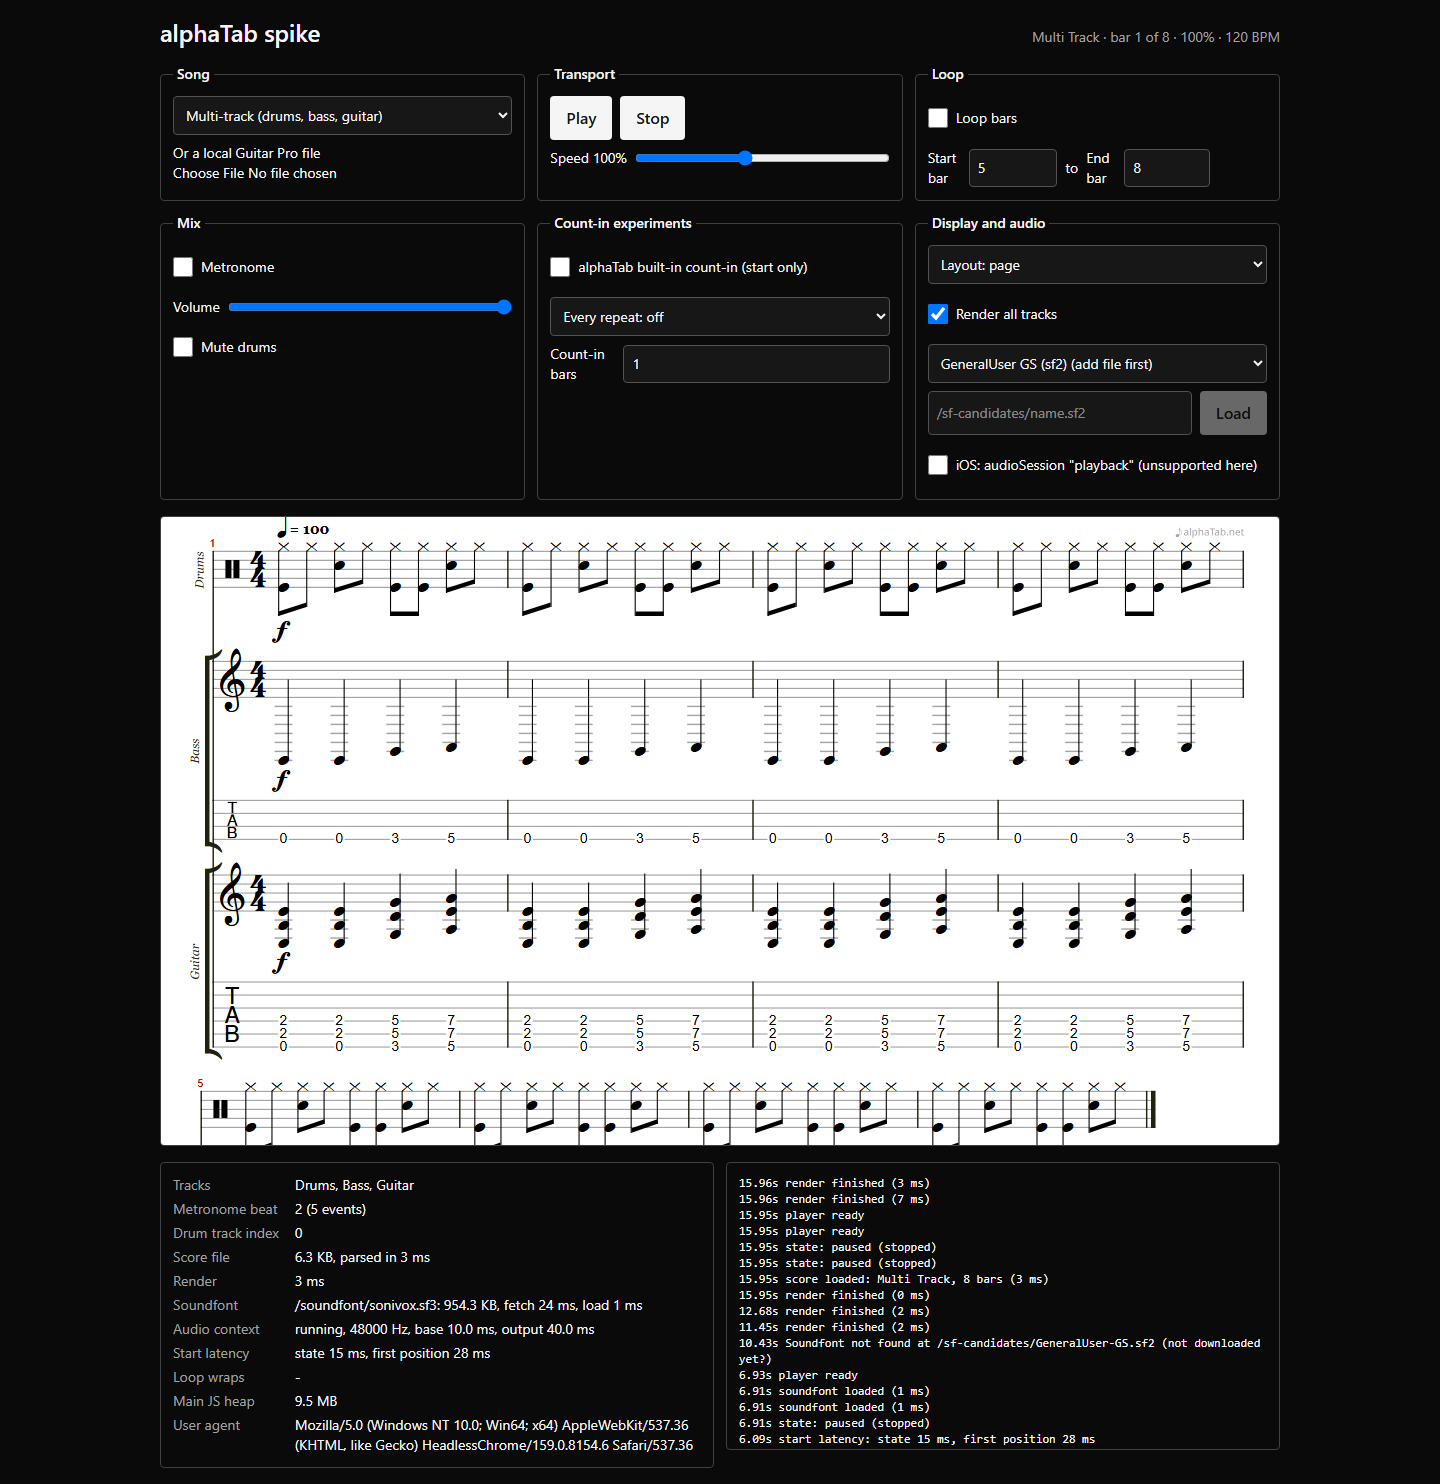 alphaTab spike
Multi Track · bar 1 of 8 · 100% · 120 BPM
Song
Multi-track (drums, bass, guitar)
Or a local Guitar Pro file
Choose File No file chosen
Transport
Play
Stop
Speed 100%
Loop
Loop bars
Start bar
5
to
End bar
8
Mix
Metronome
Volume
Mute drums
Count-in experiments
alphaTab built-in count-in (start only)
Every repeat: off
Count-in bars
1
Display and audio
Layout: page
Render all tracks
GeneralUser GS (sf2) (add file first)
/sf-candidates/name.sf2
Load
iOS: audioSession "playback" (unsupported here)
= 100
alphaTab.net
1
Drums
4 4
f
Bass
4 4
f
T A B
0 0 3 5 0 0 3 5 0 0 3 5 0 0 3 5
Guitar
4 4
f
T A B
2 2 5 7 2 2 5 7 2 2 5 7 2 2 5 7
2 2 5 7 2 2 5 7 2 2 5 7 2 2 5 7
0 0 3 5 0 0 3 5 0 0 3 5 0 0 3 5
5
Tracks Drums, Bass, Guitar
Metronome beat 2 (5 events)
Drum track index 0
Score file 6.3 KB, parsed in 3 ms
Render 3 ms
Soundfont /soundfont/sonivox.sf3: 954.3 KB, fetch 24 ms, load 1 ms
Audio context running, 48000 Hz, base 10.0 ms, output 40.0 ms
Start latency state 15 ms, first position 28 ms
Loop wraps -
Main JS heap 9.5 MB
User agent Mozilla/5.0 (Windows NT 10.0; Win64; x64) AppleWebKit/537.36
(KHTML, like Gecko) HeadlessChrome/159.0.8154.6 Safari/537.36
15.96s render finished (3 ms)
15.96s render finished (7 ms)
15.95s player ready
15.95s player ready
15.95s state: paused (stopped)
15.95s state: paused (stopped)
15.95s score loaded: Multi Track, 8 bars (3 ms)
15.95s render finished (0 ms)
12.68s render finished (2 ms)
11.45s render finished (2 ms)
10.43s Soundfont not found at /sf-candidates/GeneralUser-GS.sf2 (not downloaded
yet?)
6.93s player ready
6.91s soundfont loaded (1 ms)
6.91s soundfont loaded (1 ms)
6.91s state: paused (stopped)
6.09s start latency: state 15 ms, first position 28 ms